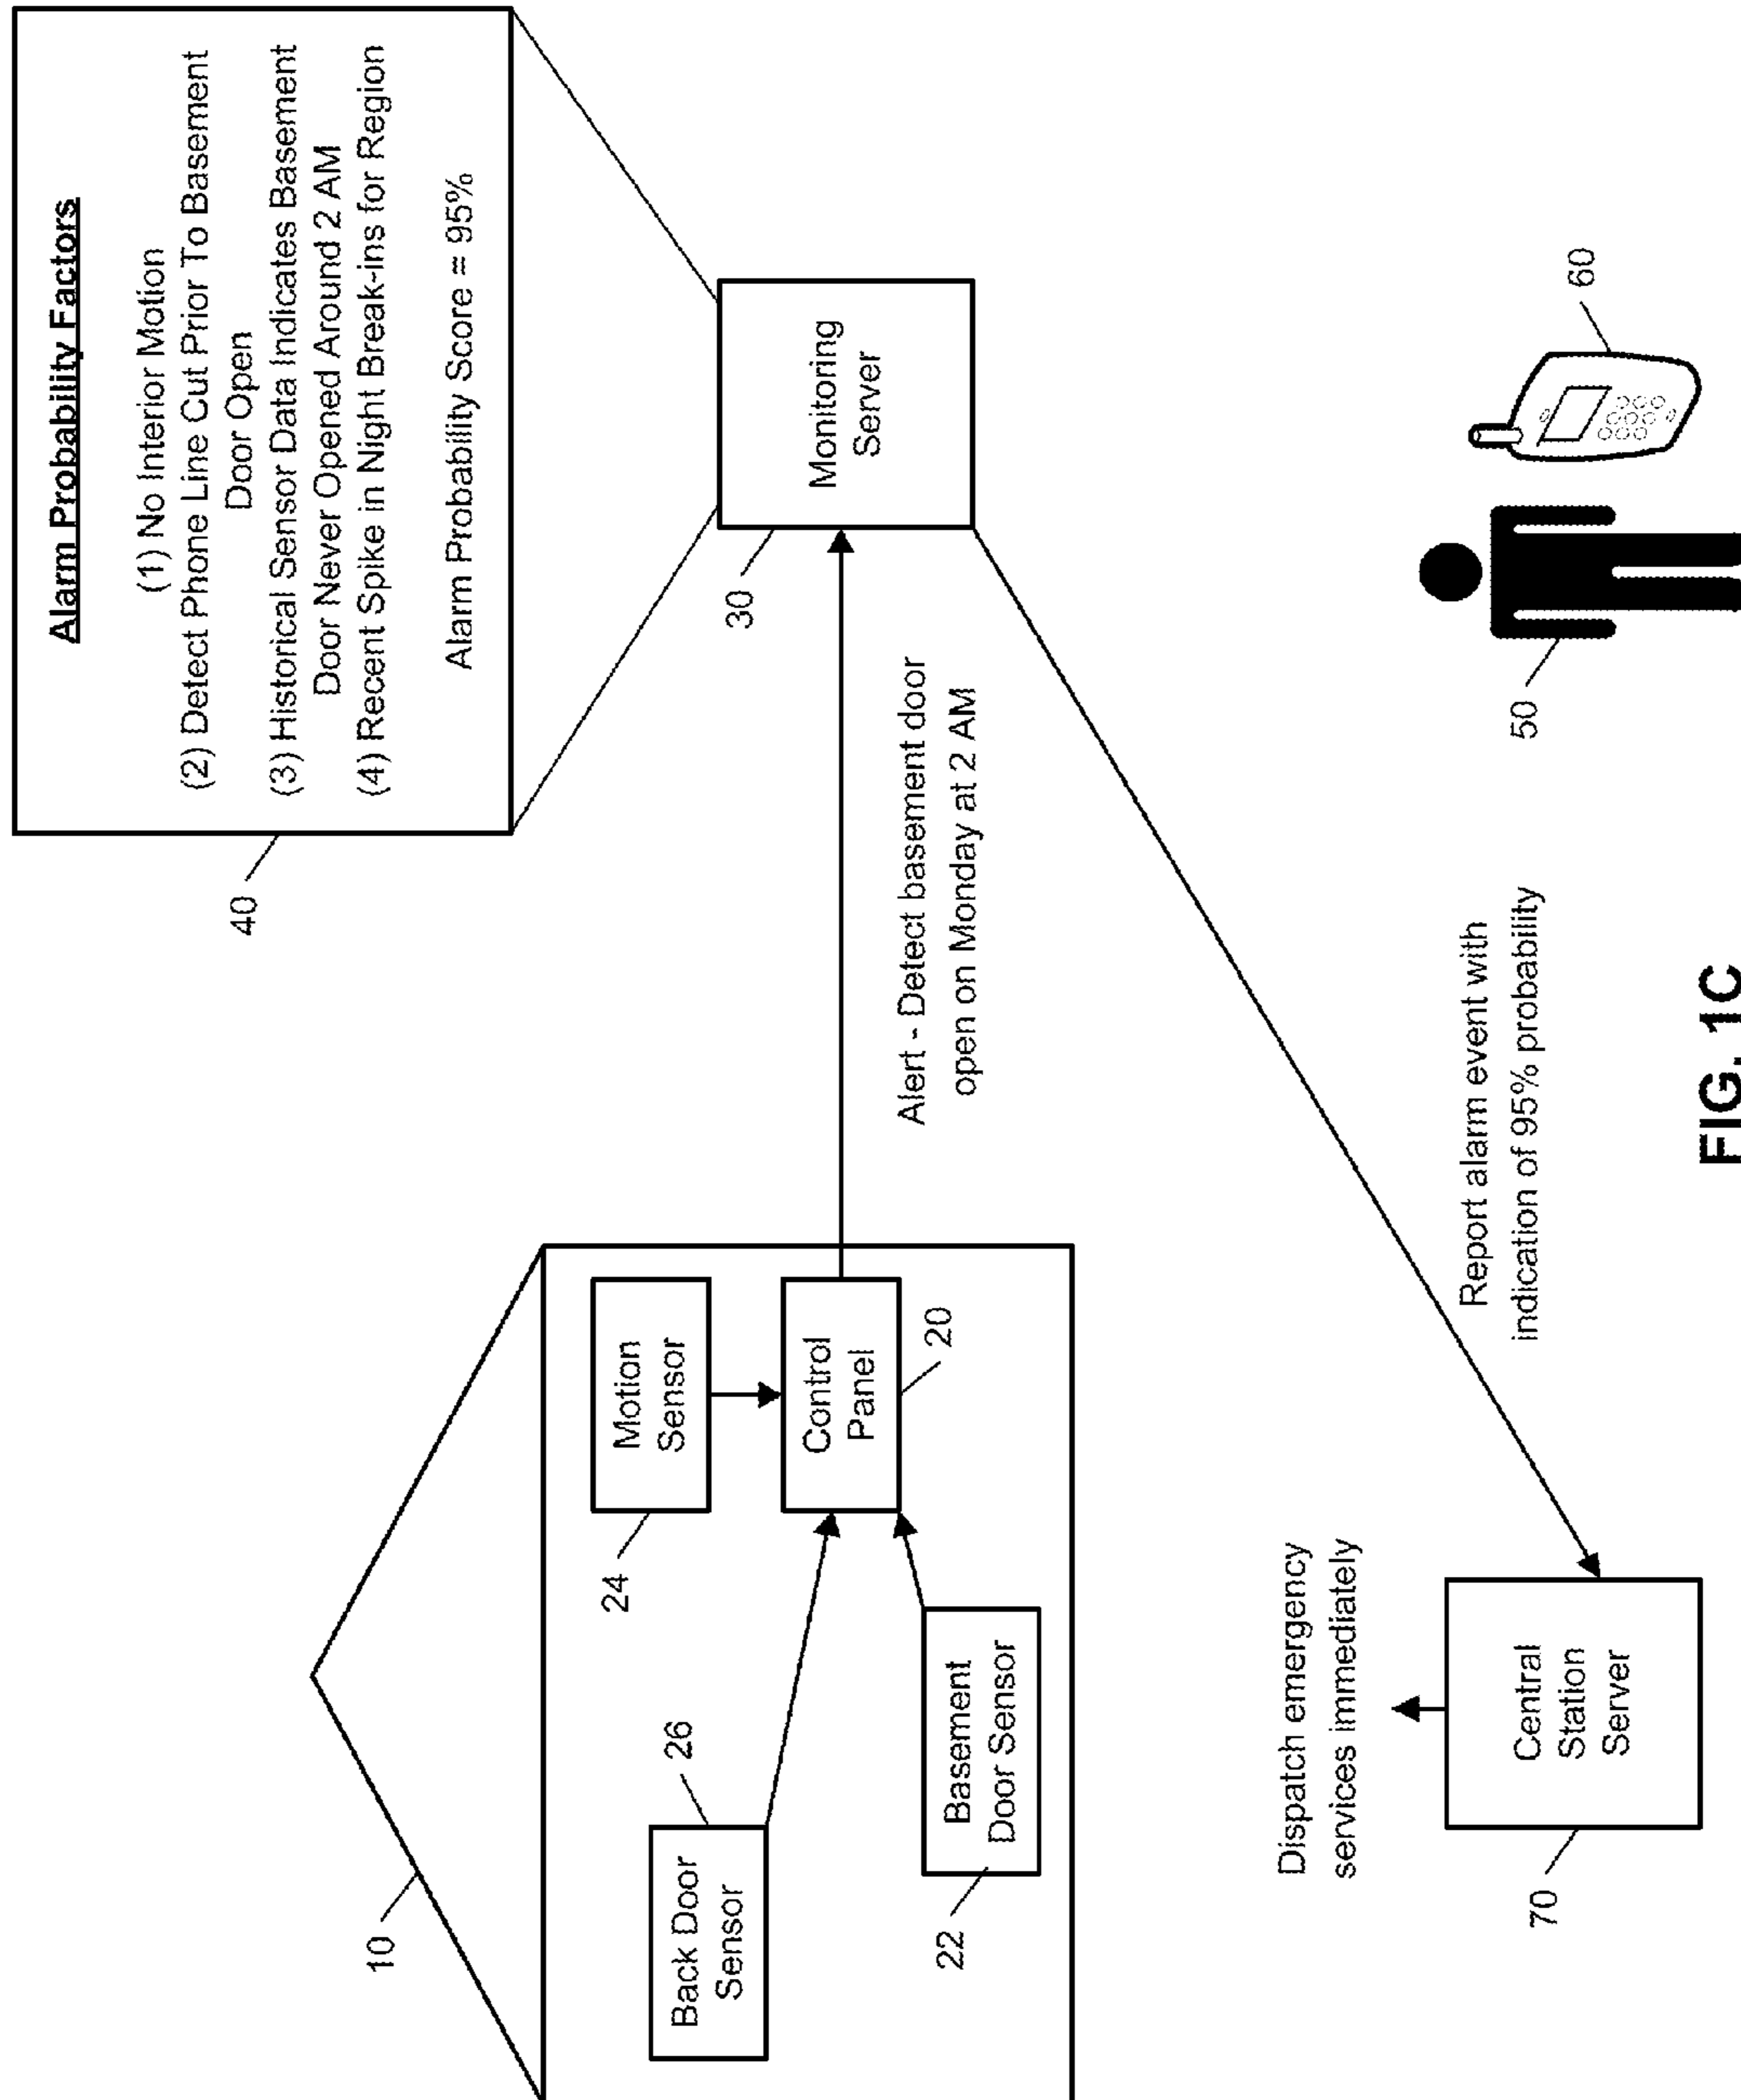 Alarm Probability Factors
(1) No Interior Motion
(2) Detect Phone Line Cut Prior To Basement
Door Open
(3) Historical Sensor Data Indicates Basement
Door Never Opened Around 2 AM
(4) Recent Spike in Night Break-ins for Region
Alarm Probability Score = 95%
40
10
Back Door
Sensor
26
24
Motion
Sensor
Control
Panel
20
Basement
Door Sensor
22
Alert - Detect basement door
open on Monday at 2 AM
30
Monitoring
Server
Dispatch emergency
services immediately
Central
Station
Server
70
Report alarm event with
indication of 95% probability
50
60
FIG. 1C